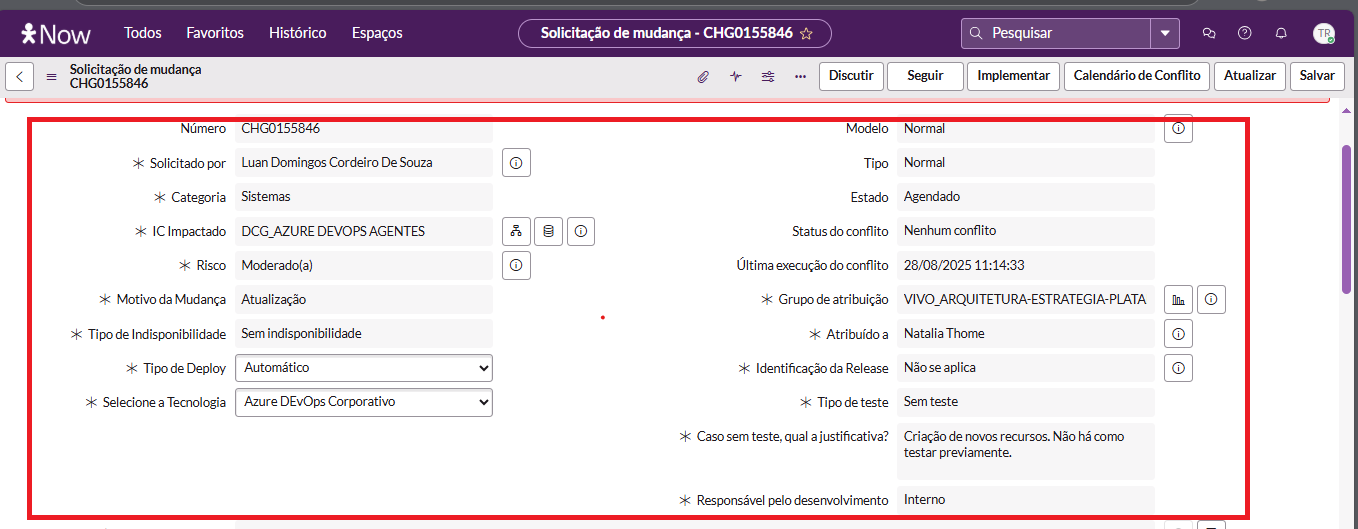 Now
Todos
Favoritos
Histórico
Espaços
Solicitação de mudança - CHG0155846
Pesquisar
TR
Solicitação de mudança
CHG0155846
Discutir
Seguir
Implementar
Calendário de Conflito
Atualizar
Salvar
Número CHG0155846
Solicitado por Luan Domingos Cordeiro De Souza
Categoria Sistemas
IC Impactado DCG_AZURE DEVOPS AGENTES
Risco Moderado(a)
Motivo da Mudança Atualização
Tipo de Indisponibilidade Sem indisponibilidade
Tipo de Deploy Automático
Selecione a Tecnologia Azure DEvOps Corporativo
Modelo Normal
Tipo Normal
Estado Agendado
Status do conflito Nenhum conflito
Última execução do conflito 28/08/2025 11:14:33
Grupo de atribuição VIVO_ARQUITETURA-ESTRATEGIA-PLATA
Atribuído a Natalia Thome
Identificação da Release Não se aplica
Tipo de teste Sem teste
Caso sem teste, qual a justificativa? Criação de novos recursos. Não há como
testar previamente.
Responsável pelo desenvolvimento Interno